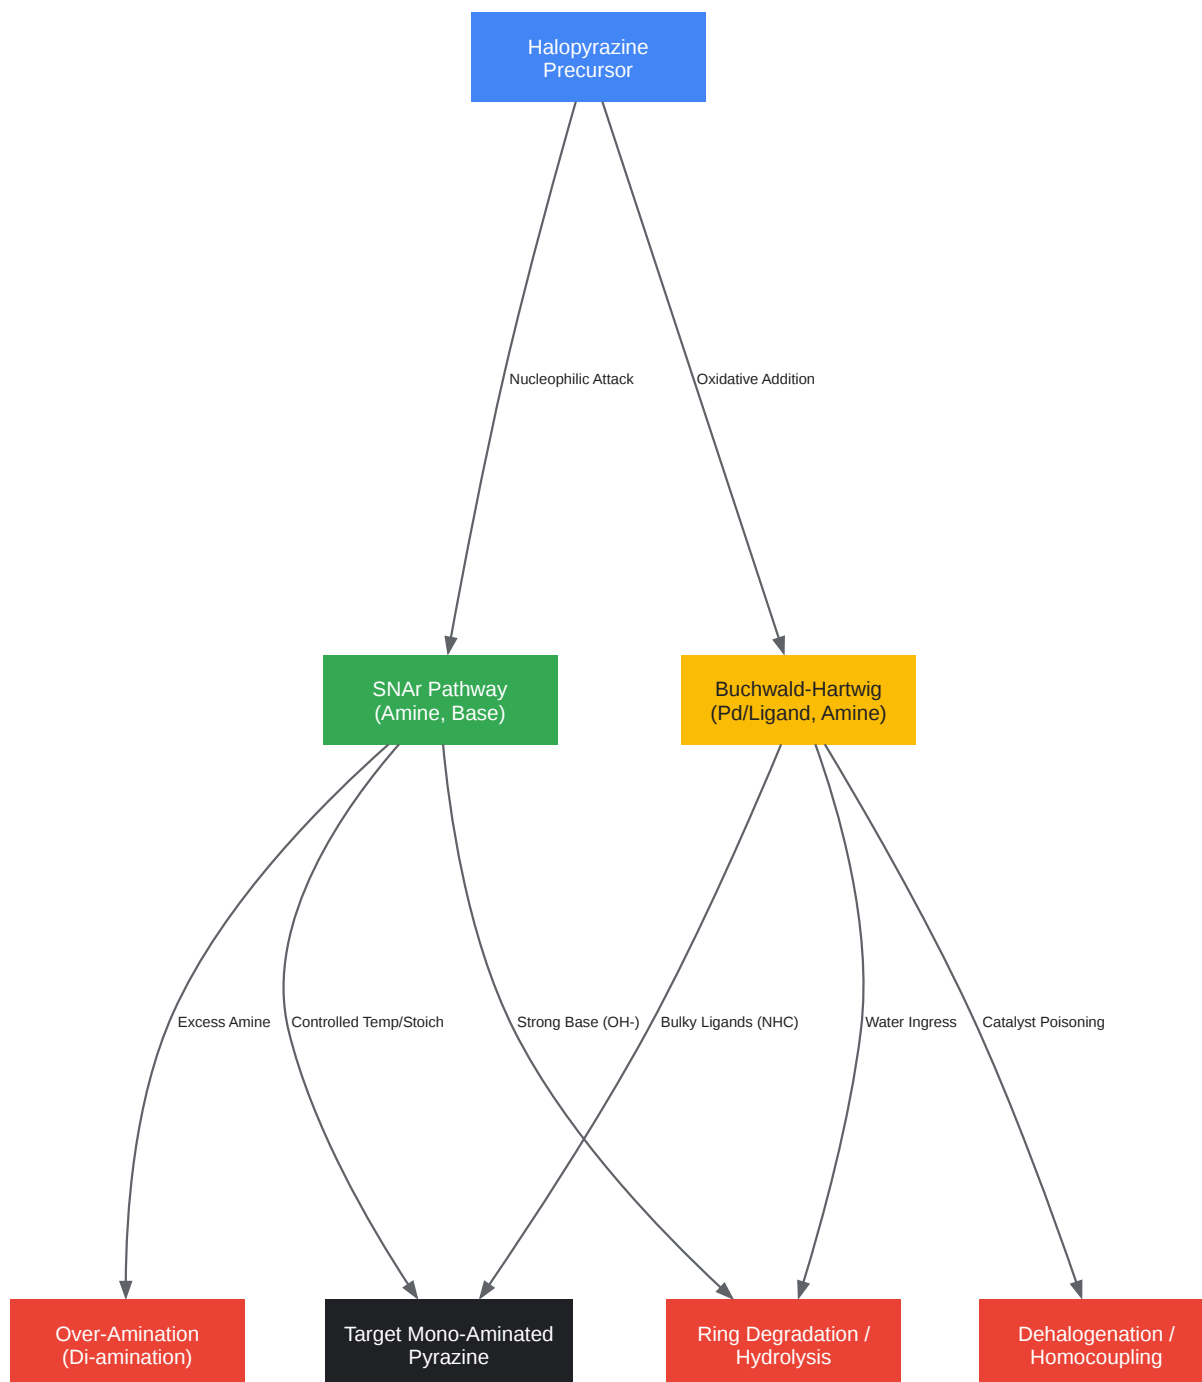 Halopyrazine
Precursor
Nucleophilic Attack
Oxidative Addition
SNAr Pathway
(Amine, Base)
Buchwald-Hartwig
(Pd/Ligand, Amine)
Excess Amine
Controlled Temp/Stoich
Strong Base (OH-)
Bulky Ligands (NHC)
Water Ingress
Catalyst Poisoning
Over-Amination
(Di-amination)
Target Mono-Aminated
Pyrazine
Ring Degradation /
Hydrolysis
Dehalogenation /
Homocoupling